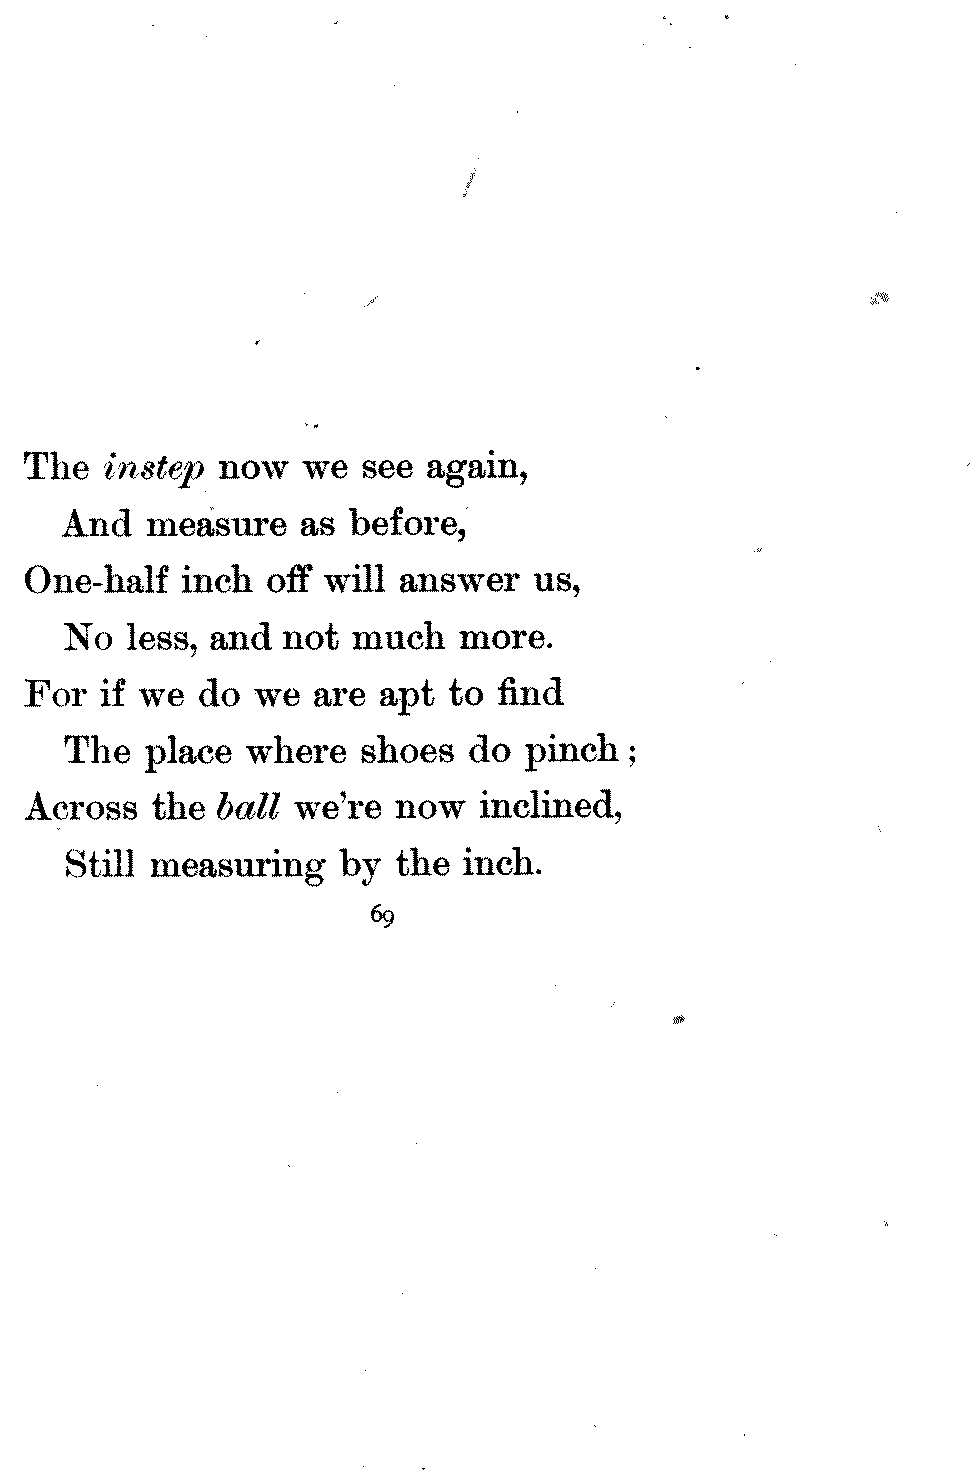 The instep now we see again,
And measure as before,
One-half inch off will answer us,
No less, and not much more.
For if we do we are apt to find
The place where shoes do pinch ;
Across the ball we're now inclined,
Still measuring by the inch.
69